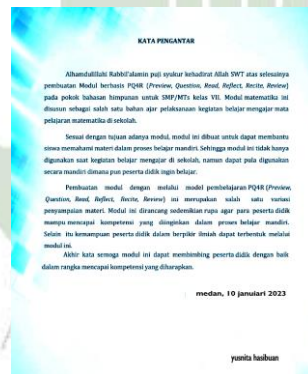 KATA PENGANTAR
Alhamdulillahi Rabbil'alamin puji syukur kehadirat Allah SWT atas selesainya
pembuatan Modul berbasis PQ4R (Preview, Question, Read, Reflect, Recite, Review)
pada pokok bahasan himpunan untuk SMP/MTs kelas VII. Modul matematika ini
disusun sebagai salah satu bahan ajar pelaksanaan kegiatan belajar mengajar mata
pelajaran matematika di sekolah.
Sesuai dengan tujuan adanya modul, modul ini dibuat untuk dapat membantu
siswa memahami materi dalam proses belajar mandiri. Sehingga modul ini tidak hanya
digunakan saat kegiatan belajar mengajar di sekolah, namun dapat pula digunakan
secara mandiri dimana pun peserta didik ingin belajar.
Pembuatan modul dengan melalui model pembelajaran PQ4R (Preview,
Question, Read, Reflect, Recite, Review) ini merupakan salah satu variasi
penyampaian materi. Modul ini dirancang sedemikian rupa agar para peserta didik
mampu mencapai kompetensi yang diinginkan dalam proses belajar mandiri.
Selain itu kemampuan peserta didik dalam berpikir ilmiah dapat terbentuk melalui
modul ini.
Akhir kata semoga modul ini dapat membimbing peserta didik dengan baik
dalam rangka mencapai kompetensi yang diharapkan.
medan, 10 januiari 2023
yusnita hasibuan